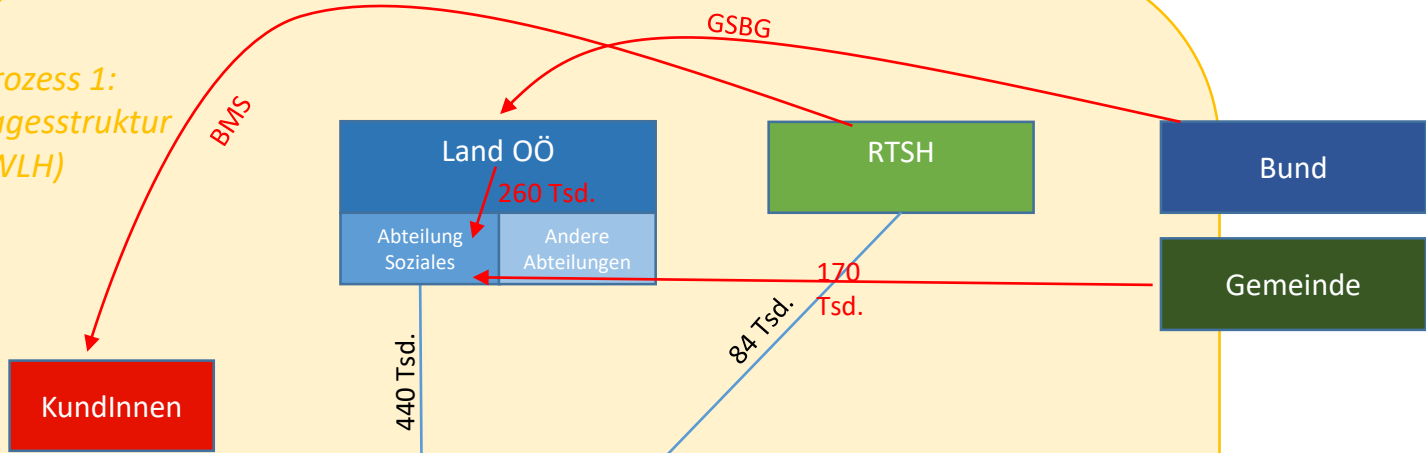 GSBG
rozess 1:
agesstruktur
VLH)
BMS
Land OÖ
260 Tsd.
Abteilung
Soziales
Andere
Abteilungen
RTSH
Bund
Gemeinde
170
Tsd.
84 Tsd.
440 Tsd.
KundInnen